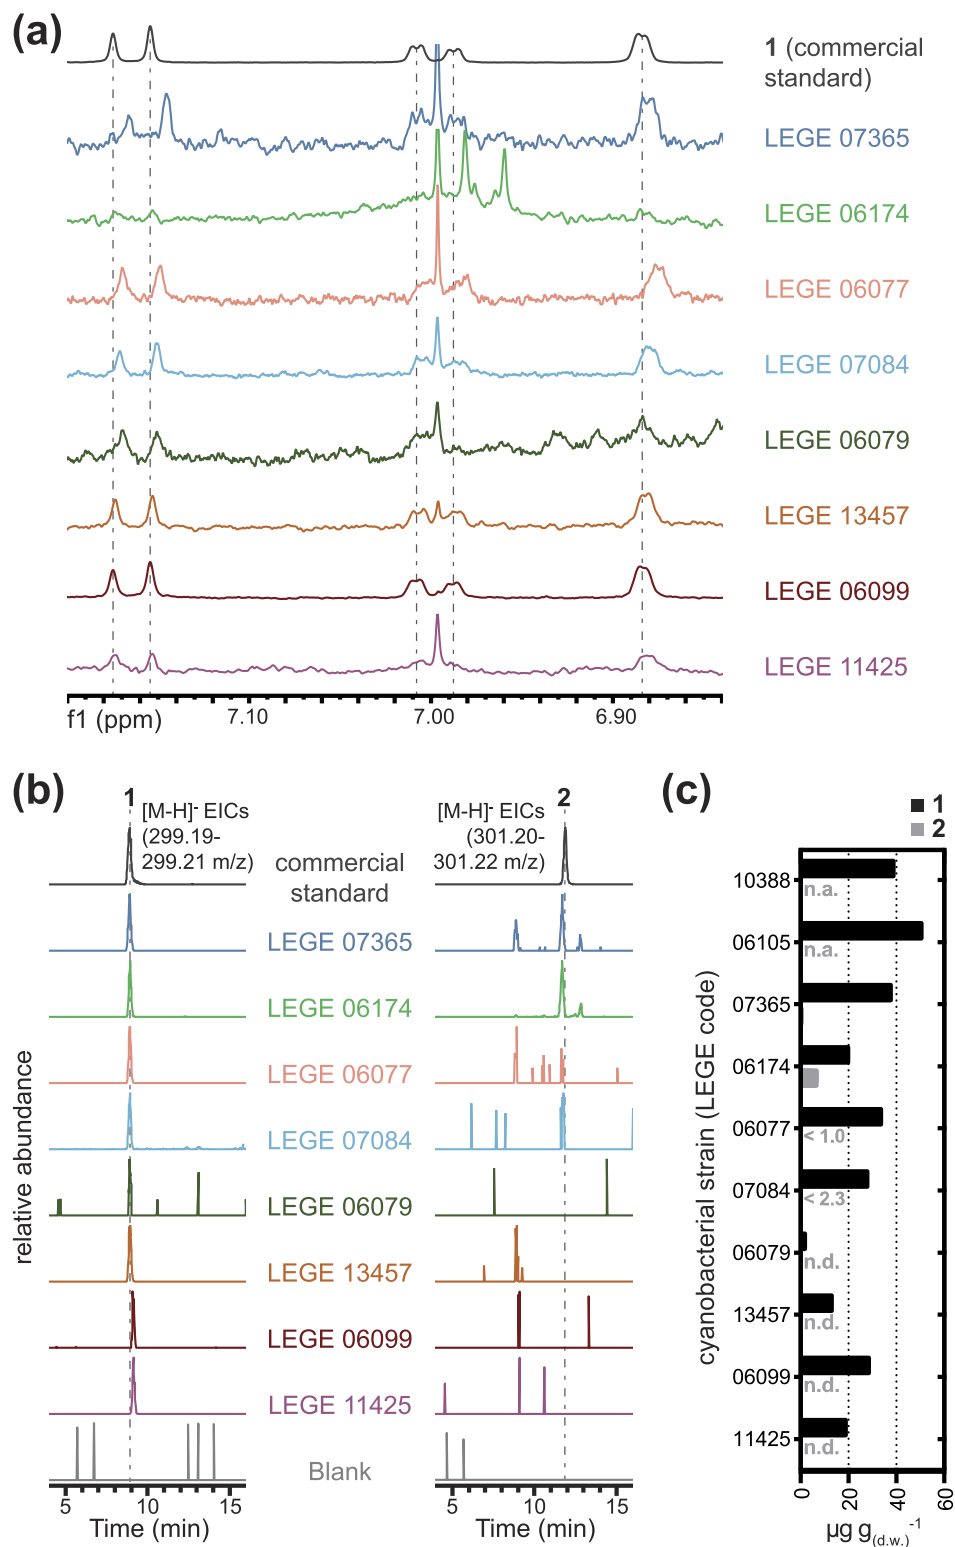 (a)
1 (commercial
standard)
LEGE 07365
LEGE 06174
LEGE 06077
LEGE 07084
LEGE 06079
LEGE 13457
LEGE 06099
LEGE 11425
f1 (ppm)
7.10
7.00
6.90
(b)
1
[M-H]- EICs
(299.19-
299.21 m/z)
2
[M-H]- EICs
(301.20-
301.22 m/z)
commercial
standard
LEGE 07365
LEGE 06174
LEGE 06077
LEGE 07084
LEGE 06079
LEGE 13457
LEGE 06099
LEGE 11425
Blank
relative abundance
5
10
15
Time (min)
5
10
15
Time (min)
(c)
1
2
cyanobacterial strain (LEGE code)
10388
n.a.
06105
n.a.
07365
06174
06077
< 1.0
07084
< 2.3
06079
n.d.
13457
n.d.
06099
n.d.
11425
n.d.
0
20
40
60
µg g(d.w.)-1